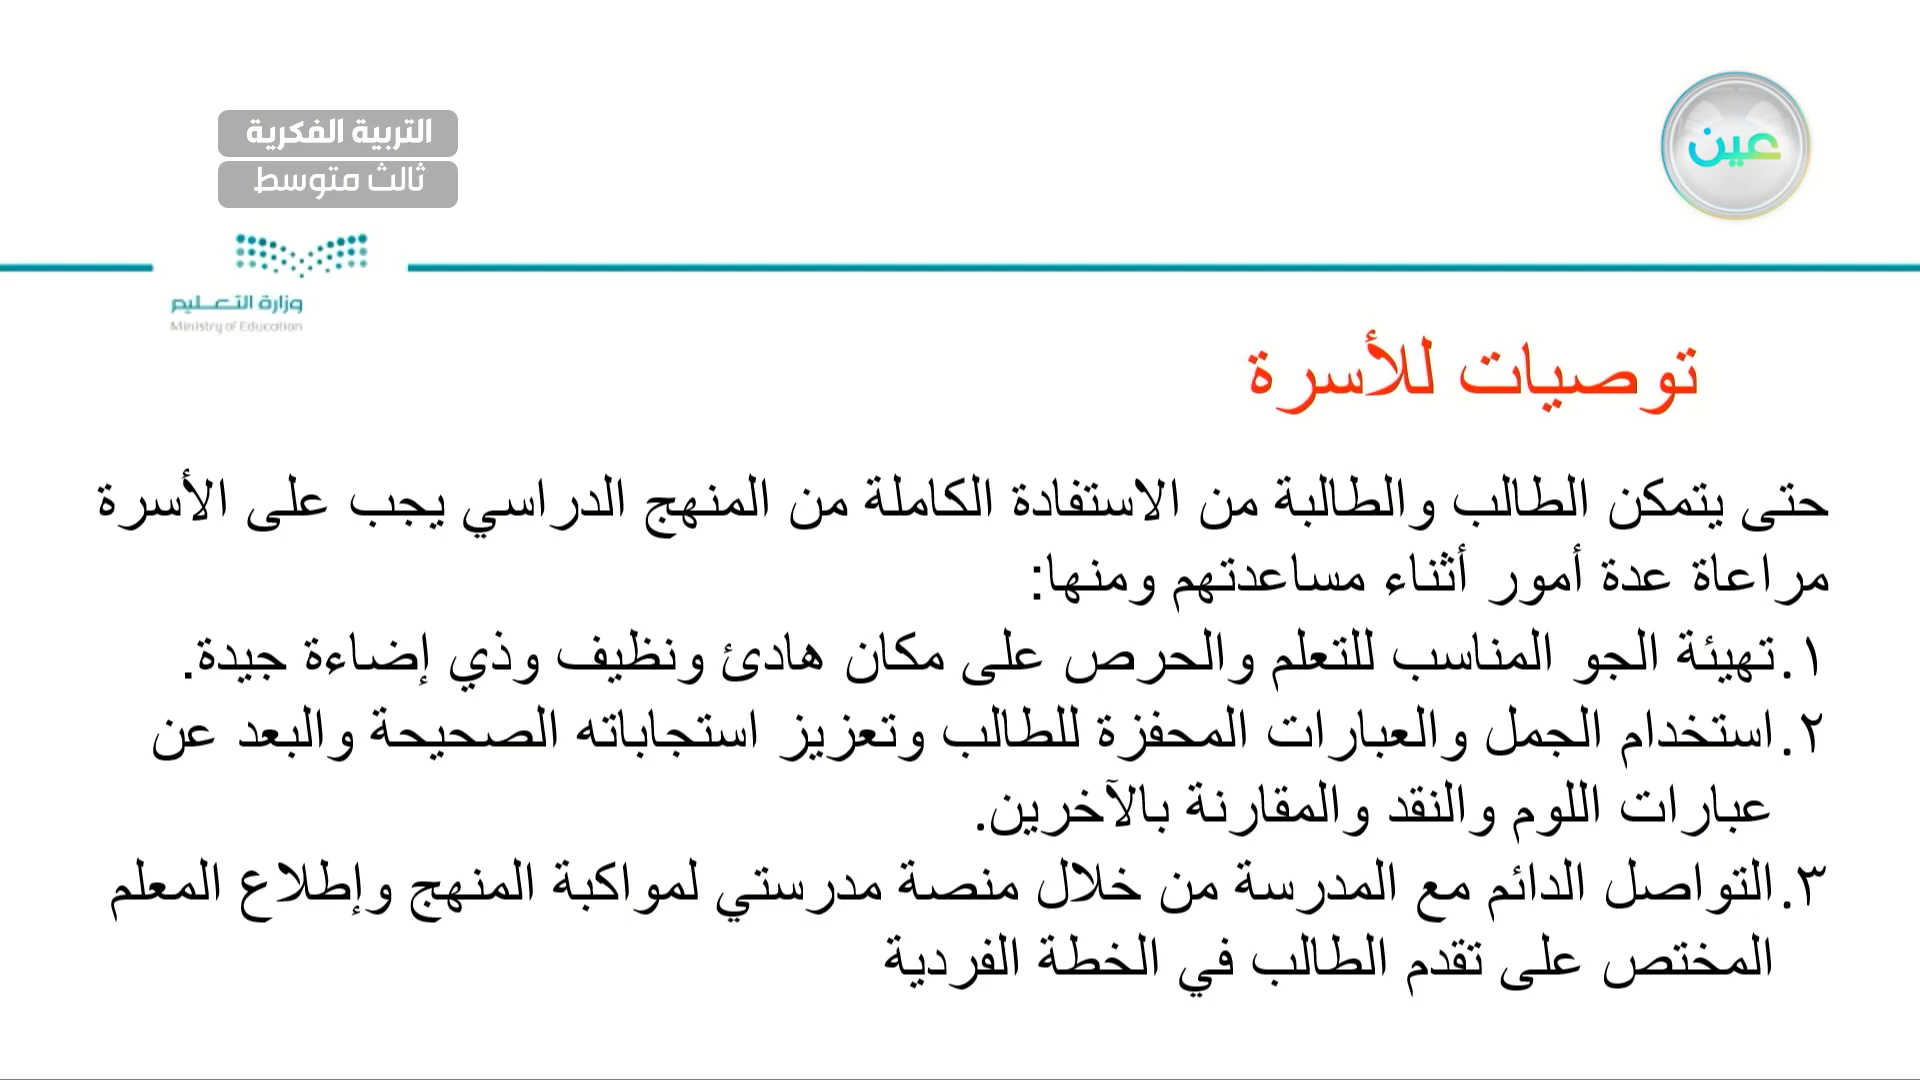 عين
التربية الفكرية
ثالث متوسط
وزارة التعليم
Ministry of Education
توصيات للأسرة
حتى يتمكن الطالب والطالبة من الاستفادة الكاملة من المنهج الدراسي يجب على الأسرة
مراعاة عدة أمور أثناء مساعدتهم ومنها:
١. تهيئة الجو المناسب للتعلم والحرص على مكان هادئ ونظيف وذي إضاءة جيدة.
٢. استخدام الجمل والعبارات المحفزة للطالب وتعزيز استجاباته الصحيحة والبعد عن
عبارات اللوم والنقد والمقارنة بالآخرين.
٣. التواصل الدائم مع المدرسة من خلال منصة مدرستي لمواكبة المنهج وإطلاع المعلم
المختص على تقدم الطالب في الخطة الفردية